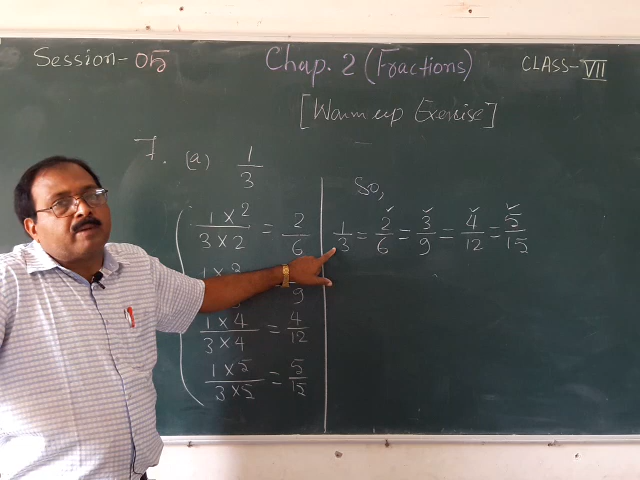 Session-05
Chap. 2 (Fractions)
CLASS-VII
[Warm up Exercise]
7. (a) 1/3
1×2/3×2 = 2/6
9
1×4/3×4 = 4/12
1×5/3×5 = 5/15
So,
1/3 = 2/6 = 3/9 = 4/12 = 5/15